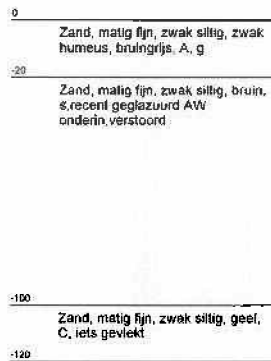 0
Zand, matig fijn, zwak siltig, zwak
humeus, bruingrijs, A, g
-20
Zand, matig fijn, zwak siltig, bruin,
s,recent geglazuurd AW
onderin,verstoord
-100
Zand, matig fijn, zwak siltig, geel,
C, iets gevlekt
-120